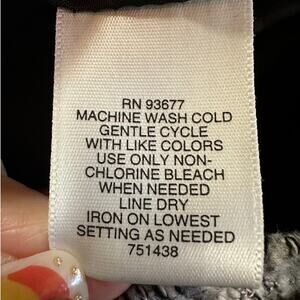 RN 93677
MACHINE WASH COLD
GENTLE CYCLE
WITH LIKE COLORS
USE ONLY NON-
CHLORINE BLEACH
WHEN NEEDED
LINE DRY
IRON ON LOWEST
SETTING AS NEEDED
751438